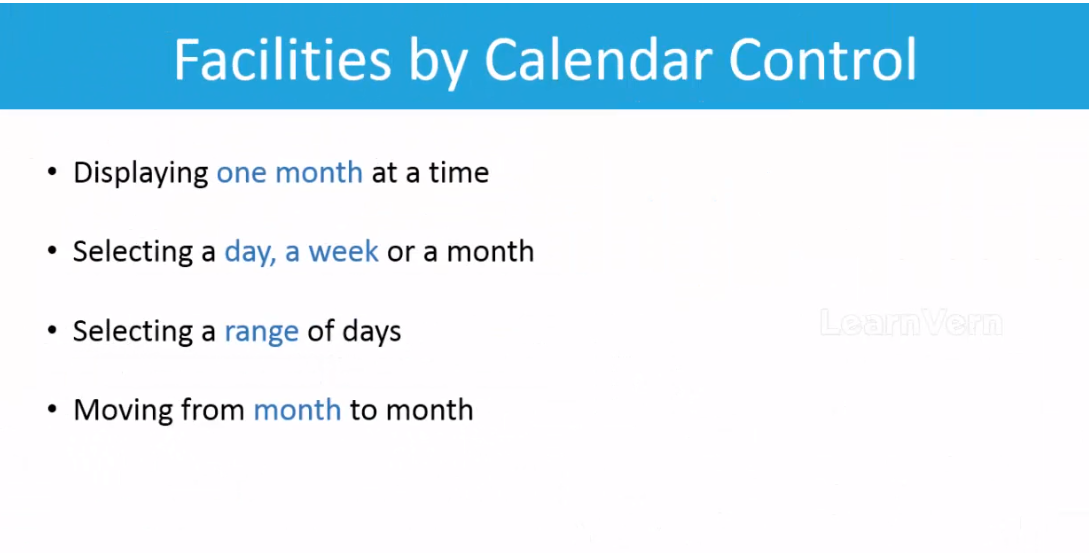 Facilities by Calendar Control
• Displaying one month at a time
• Selecting a day, a week or a month
• Selecting a range of days
LearnVern
• Moving from month to month